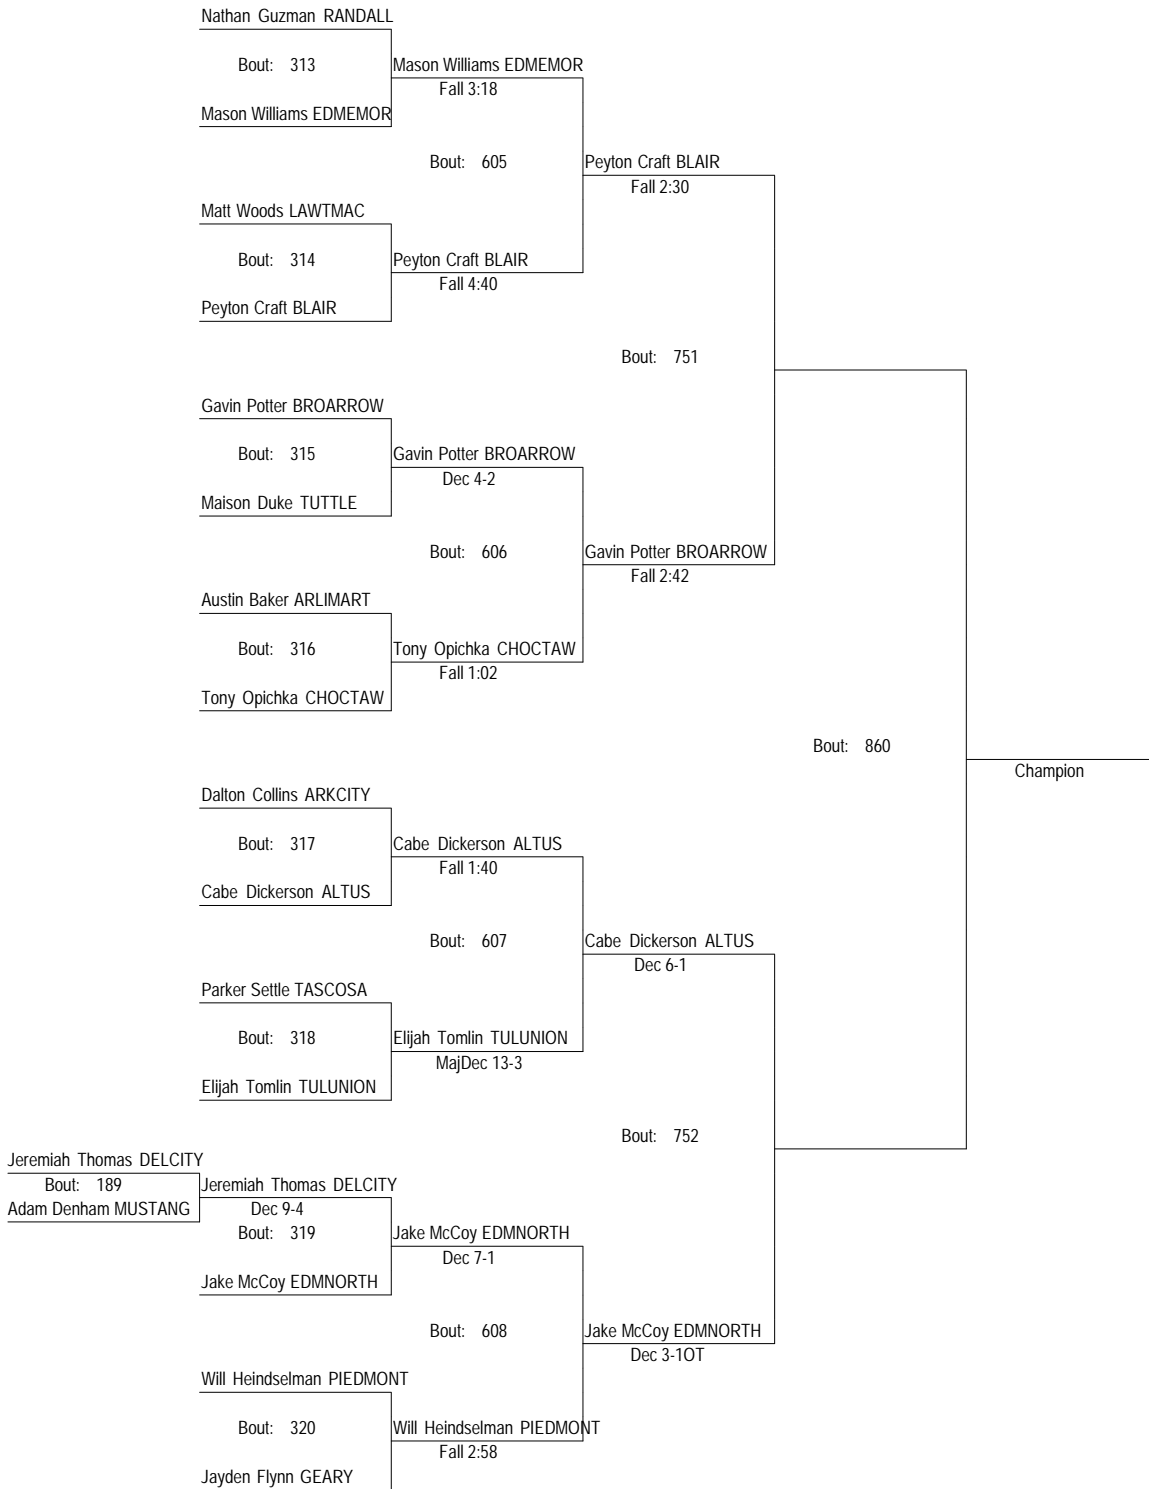 Nathan Guzman RANDALL
Bout: 313
Mason Williams EDMEMOR
Fall 3:18
Mason Williams EDMEMOR
Bout: 605
Peyton Craft BLAIR
Fall 2:30
Matt Woods LAWTMAC
Bout: 314
Peyton Craft BLAIR
Fall 4:40
Peyton Craft BLAIR
Bout: 751
Gavin Potter BROARROW
Bout: 315
Gavin Potter BROARROW
Dec 4-2
Maison Duke TUTTLE
Bout: 606
Gavin Potter BROARROW
Fall 2:42
Austin Baker ARLIMART
Bout: 316
Tony Opichka CHOCTAW
Fall 1:02
Tony Opichka CHOCTAW
Bout: 860
Champion
Dalton Collins ARKCITY
Bout: 317
Cabe Dickerson ALTUS
Fall 1:40
Cabe Dickerson ALTUS
Bout: 607
Cabe Dickerson ALTUS
Dec 6-1
Parker Settle TASCOSA
Bout: 318
Elijah Tomlin TULUNION
MajDec 13-3
Elijah Tomlin TULUNION
Bout: 752
Jeremiah Thomas DELCITY
Bout: 189
Jeremiah Thomas DELCITY
Adam Denham MUSTANG
Dec 9-4
Bout: 319
Jake McCoy EDMNORTH
Dec 7-1
Jake McCoy EDMNORTH
Bout: 608
Jake McCoy EDMNORTH
Dec 3-1OT
Will Heindselman PIEDMONT
Bout: 320
Will Heindselman PIEDMONT
Fall 2:58
Jayden Flynn GEARY